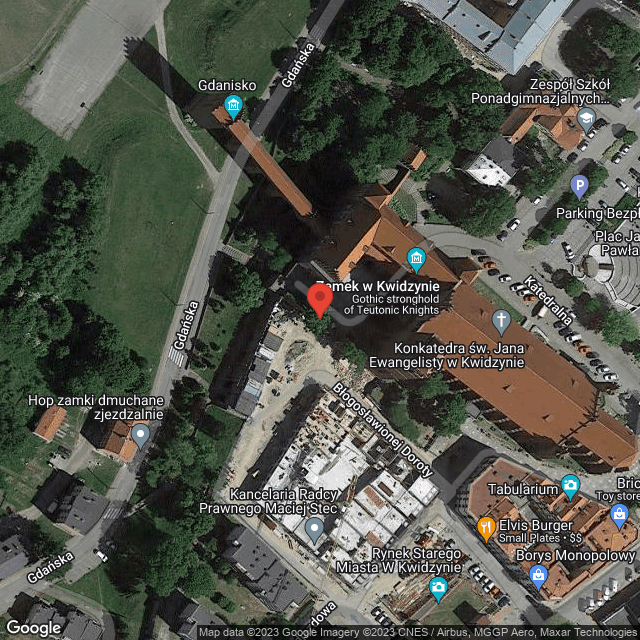 Gdanisko
Gdańska
Zespół Szkół
Ponadgimnazjalnych...
Parking Bezpł
Plac Ja
Pawła
Katedralna
Zamek w Kwidzynie
Gothic stronghold
of Teutonic Knights
Konkatedra św. Jana
Ewangelisty w Kwidzynie
Gdańska
Hop zamki dmuchane
zjezdzalnie
Błogosławionej Doroty
Kancelaria Radcy
Prawnego Maciej Stec
Tabularium
Bric
Toy store
Elvis Burger
Small Plates • $$
Borys Monopolowy
Rynek Starego
Miasta W Kwidzynie
Gdańska
rdowa
Google
Map data ©2023 Google Imagery ©2023 CNES / Airbus, MGGP Aero, Maxar Technologies